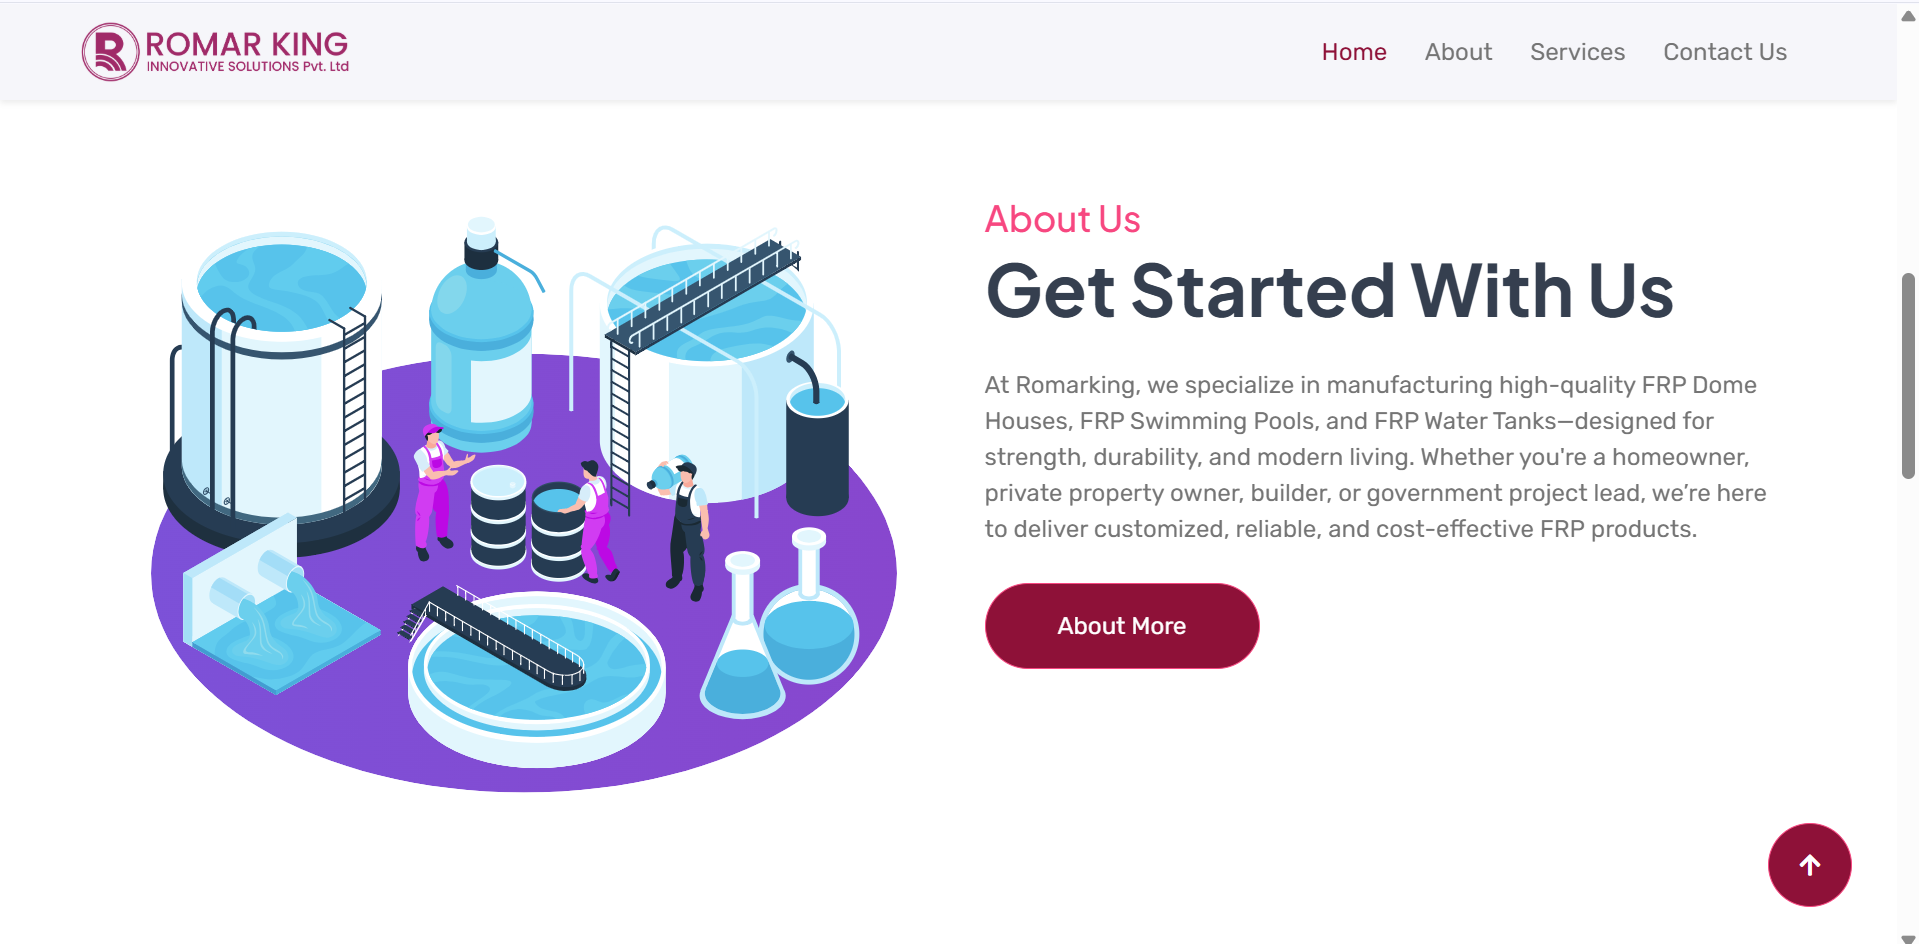 ROMAR KING
INNOVATIVE SOLUTIONS Pvt. Ltd
Home
About
Services
Contact Us
About Us
Get Started With Us
At Romarking, we specialize in manufacturing high-quality FRP Dome
Houses, FRP Swimming Pools, and FRP Water Tanks—designed for
strength, durability, and modern living. Whether you're a homeowner,
private property owner, builder, or government project lead, we’re here
to deliver customized, reliable, and cost-effective FRP products.
About More